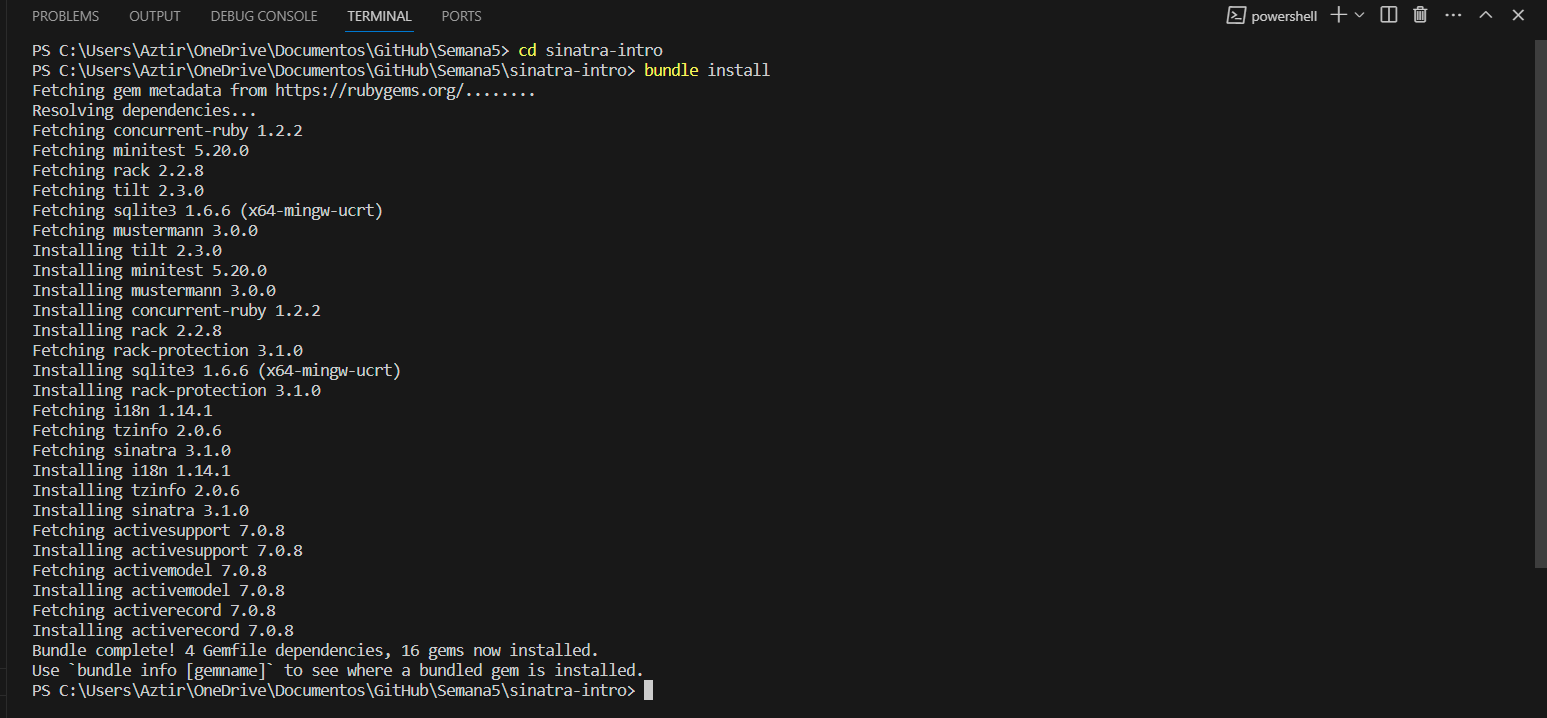 PROBLEMS OUTPUT DEBUG CONSOLE TERMINAL PORTS powershell
PS C:\Users\Aztir\OneDrive\Documentos\GitHub\Semana5> cd sinatra-intro
PS C:\Users\Aztir\OneDrive\Documentos\GitHub\Semana5\sinatra-intro> bundle install
Fetching gem metadata from https://rubygems.org/........
Resolving dependencies...
Fetching concurrent-ruby 1.2.2
Fetching minitest 5.20.0
Fetching rack 2.2.8
Fetching tilt 2.3.0
Fetching sqlite3 1.6.6 (x64-mingw-ucrt)
Fetching mustermann 3.0.0
Installing tilt 2.3.0
Installing minitest 5.20.0
Installing mustermann 3.0.0
Installing concurrent-ruby 1.2.2
Installing rack 2.2.8
Fetching rack-protection 3.1.0
Installing sqlite3 1.6.6 (x64-mingw-ucrt)
Installing rack-protection 3.1.0
Fetching i18n 1.14.1
Fetching tzinfo 2.0.6
Fetching sinatra 3.1.0
Installing i18n 1.14.1
Installing tzinfo 2.0.6
Installing sinatra 3.1.0
Fetching activesupport 7.0.8
Installing activesupport 7.0.8
Fetching activemodel 7.0.8
Installing activemodel 7.0.8
Fetching activerecord 7.0.8
Installing activerecord 7.0.8
Bundle complete! 4 Gemfile dependencies, 16 gems now installed.
Use `bundle info [gemname]` to see where a bundled gem is installed.
PS C:\Users\Aztir\OneDrive\Documentos\GitHub\Semana5\sinatra-intro>